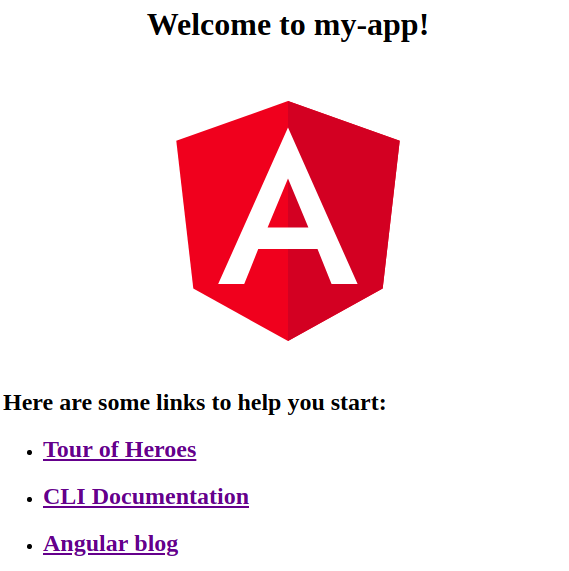 Welcome to my-app!
A
Here are some links to help you start:
Tour of Heroes
CLI Documentation
Angular blog